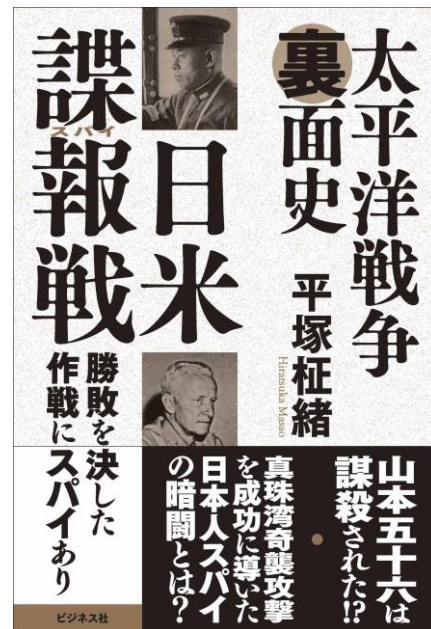 太平洋戦争
裏面史
日米
諜報戦
スパイ
平塚柾緒
Hiratsuka Masao
勝敗を決した
作戦にスパイあり
山本五十六は
謀殺された!?
真珠湾奇襲攻撃
を成功に導いた
日本人スパイ
の暗闘とは?
ビジネス社